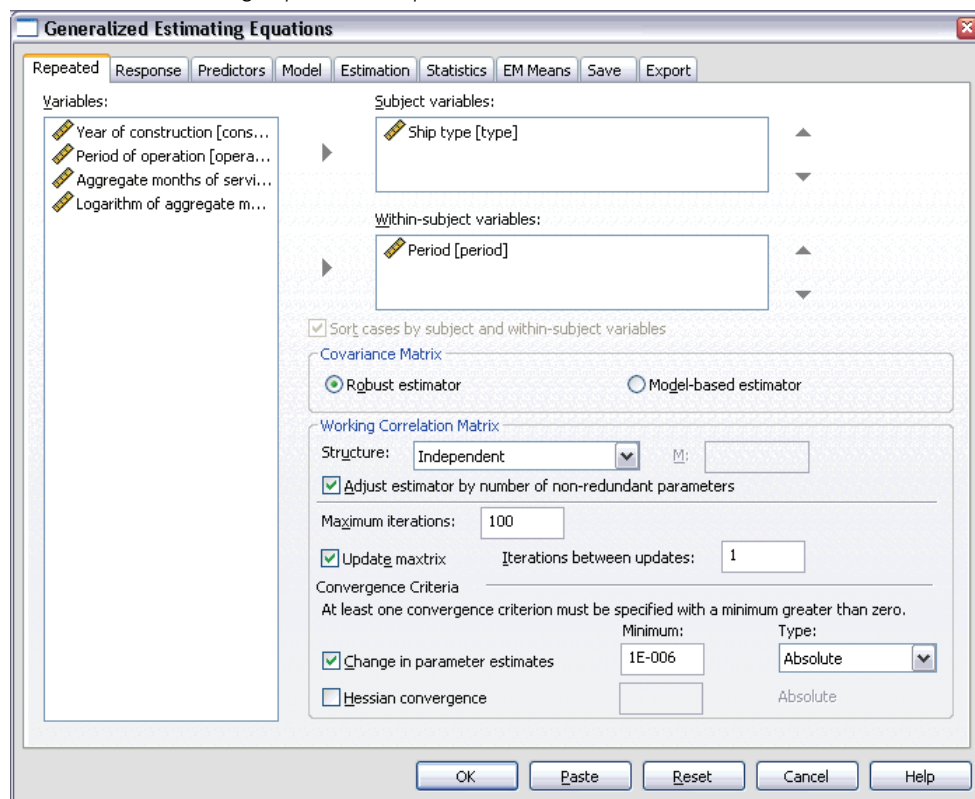 Generalized Estimating Equations
Repeated Response Predictors Model Estimation Statistics EM Means Save Export
Variables:
Year of construction [cons...
Period of operation [opera...
Aggregate months of servi...
Logarithm of aggregate m...
Subject variables:
Ship type [type]
Within-subject variables:
Period [period]
Sort cases by subject and within-subject variables
Covariance Matrix
Robust estimator Model-based estimator
Working Correlation Matrix
Structure: Independent M:
Adjust estimator by number of non-redundant parameters
Maximum iterations: 100
Update maxtrix Iterations between updates: 1
Convergence Criteria
At least one convergence criterion must be specified with a minimum greater than zero.
Minimum: Type:
Change in parameter estimates 1E-006 Absolute
Hessian convergence Absolute
OK Paste Reset Cancel Help